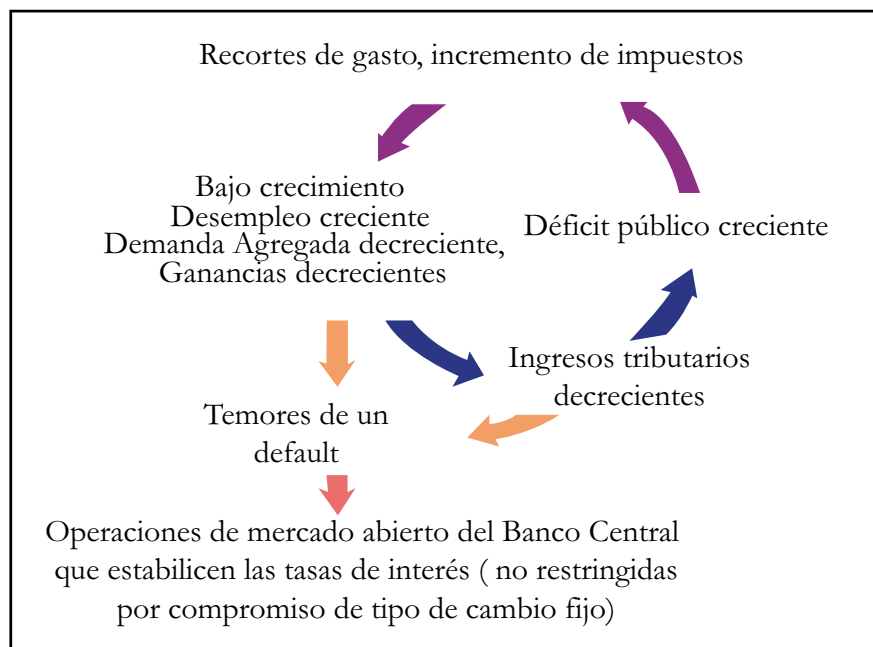 Recortes de gasto, incremento de impuestos
Bajo crecimiento
Desempleo creciente
Demanda Agregada decreciente,
Ganancias decrecientes
Déficit público creciente
Ingresos tributarios
decrecientes
Temores de un
default
Operaciones de mercado abierto del Banco Central
que estabilicen las tasas de interés ( no restringidas
por compromiso de tipo de cambio fijo)